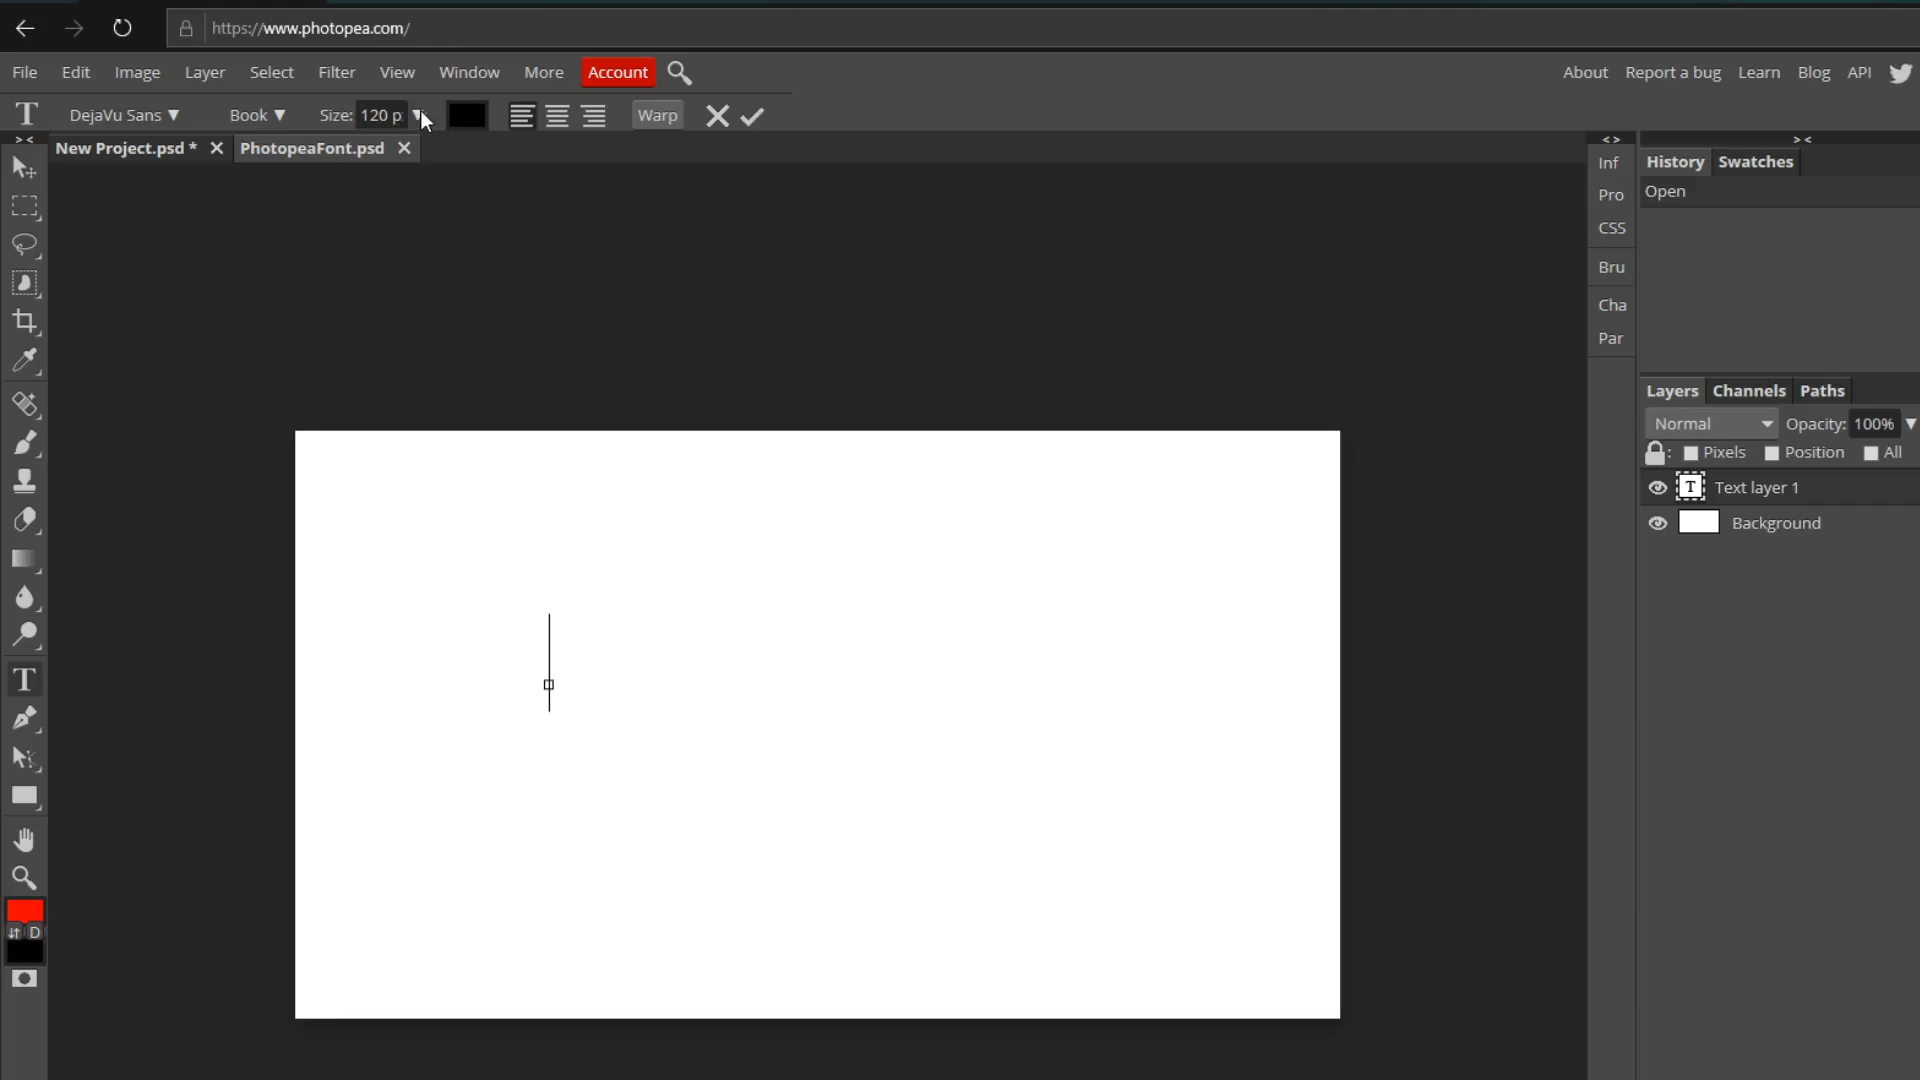 https://www.photopea.com/
File Edit Image Layer Select Filter View Window More Account About Report a bug Learn Blog API
T DejaVu Sans ▼ Book ▼ Size: 120 p ▼ Warp
New Project.psd * PhotopeaFont.psd
Inf
Pro
CSS
Bru
Cha
Par
History Swatches
Open
Layers Channels Paths
Normal Opacity: 100% ▼
: Pixels Position All
T Text layer 1
Background
T
D